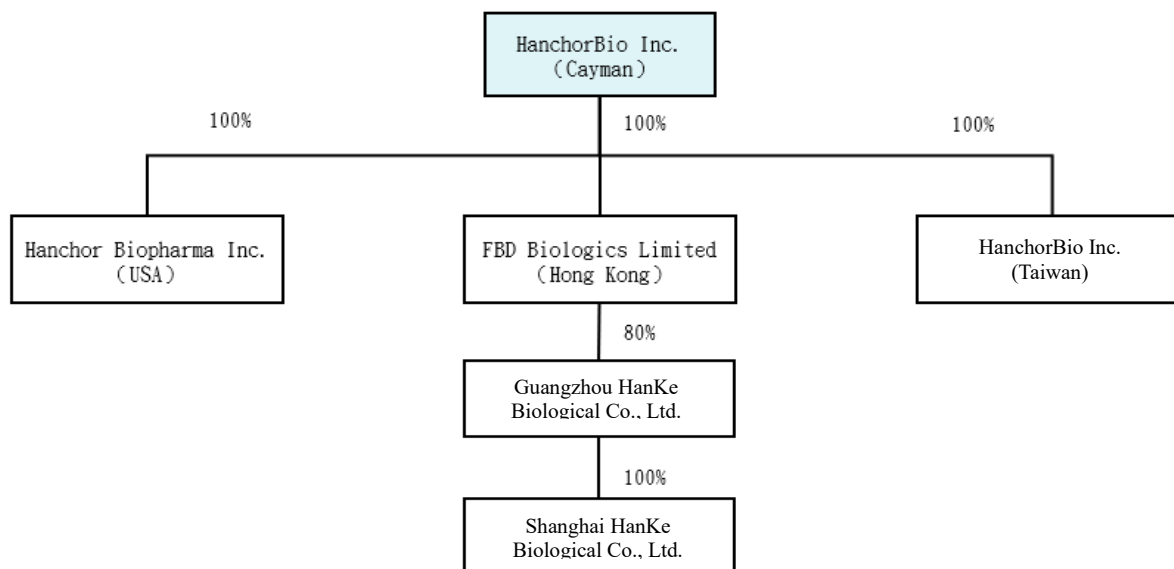 HanchorBio Inc.
（Cayman）
100%
100%
100%
Hanchor Biopharma Inc.
（USA）
FBD Biologics Limited
（Hong Kong）
HanchorBio Inc.
(Taiwan)
80%
Guangzhou HanKe
Biological Co., Ltd.
100%
Shanghai HanKe
Biological Co., Ltd.